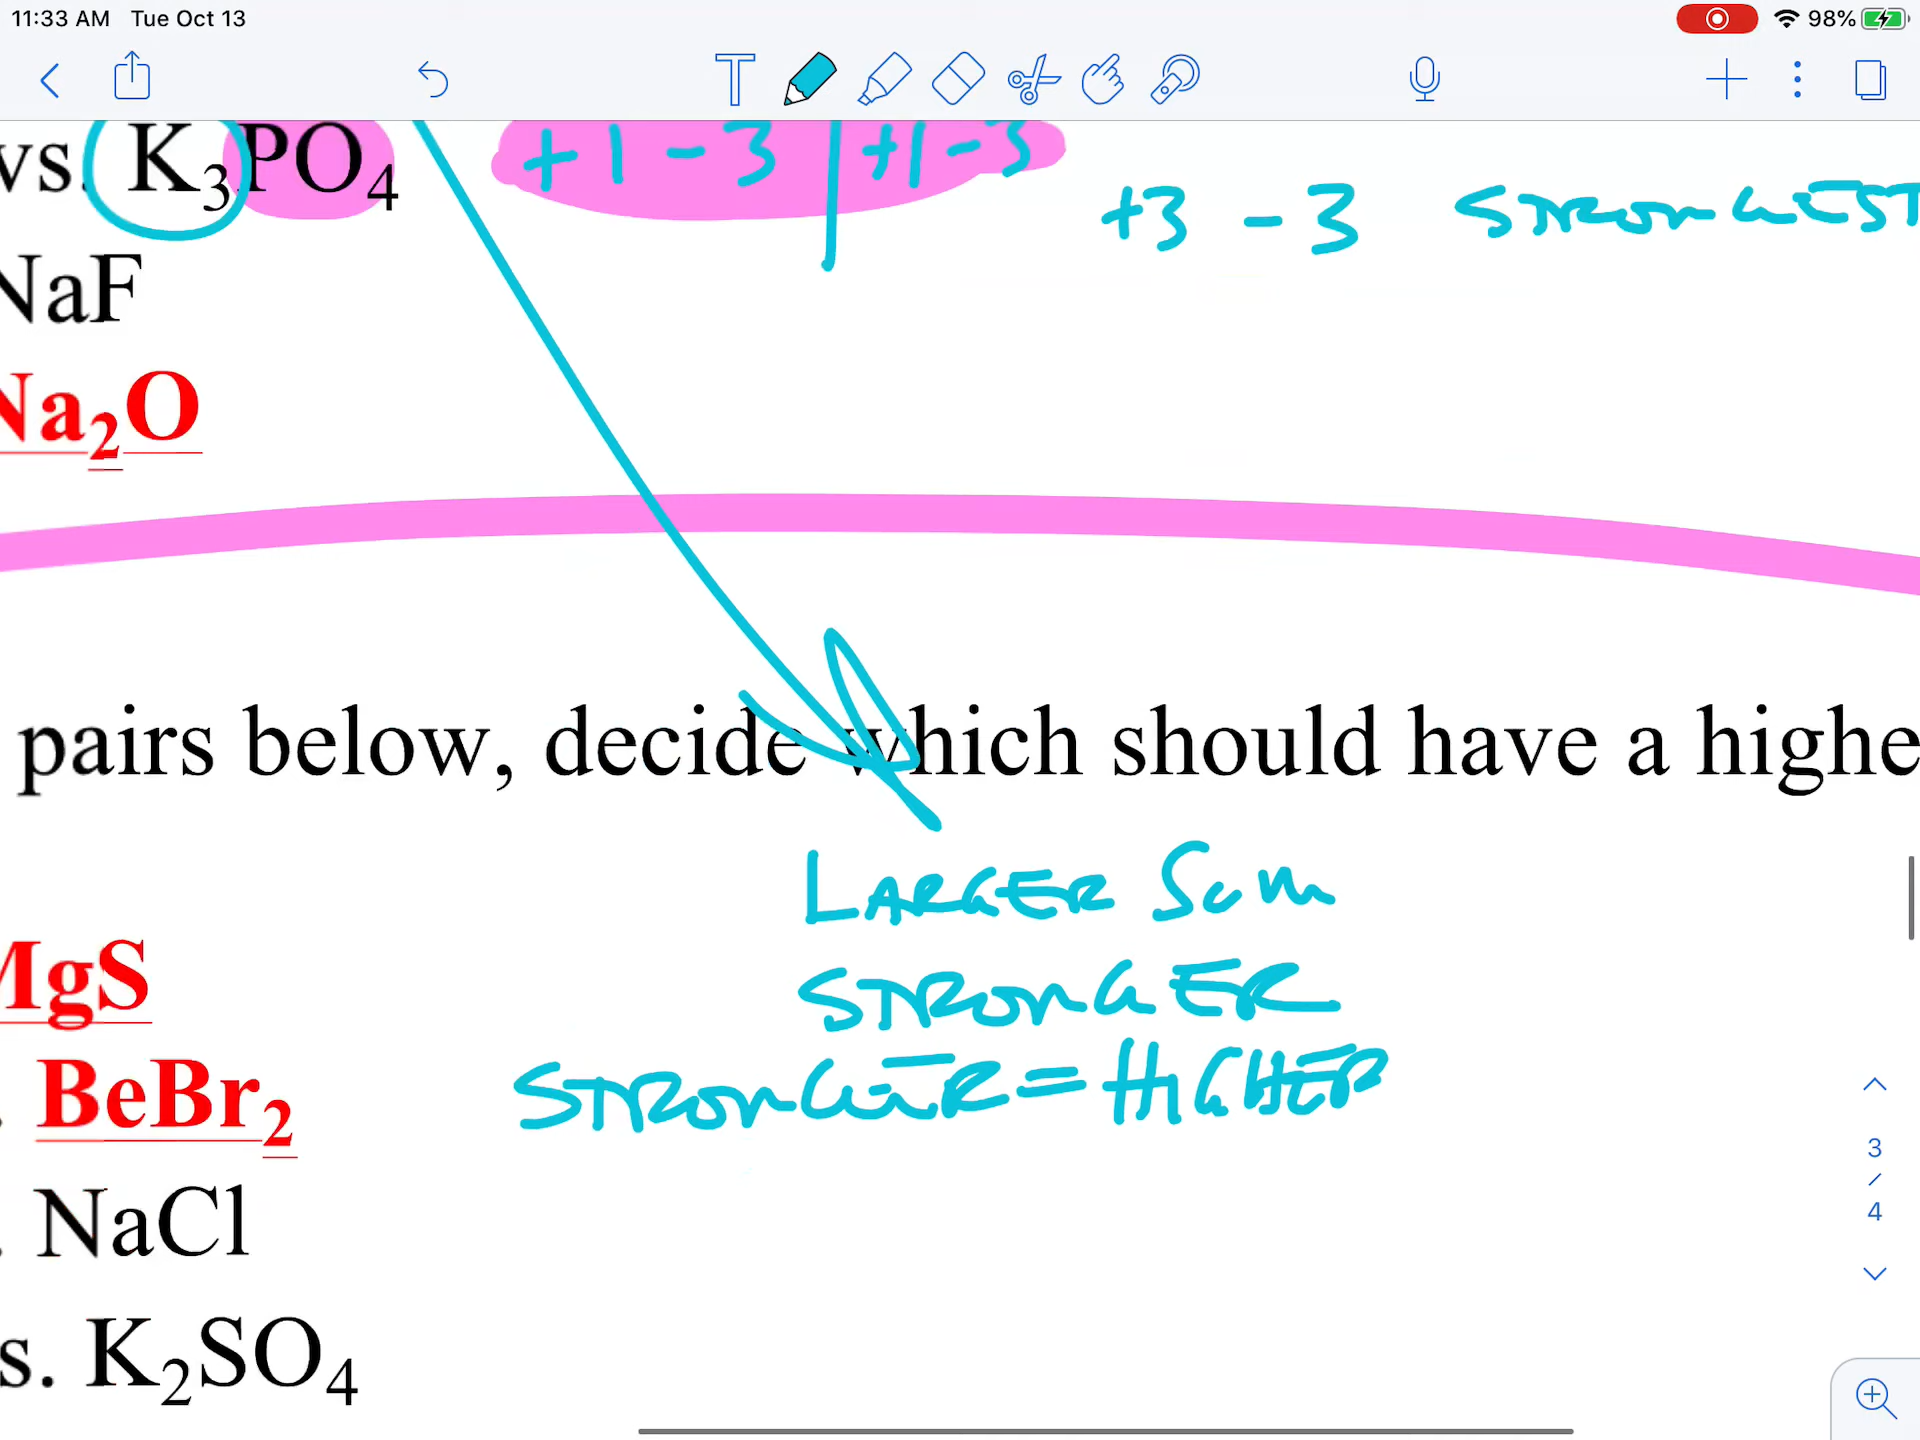 11:33 AM Tue Oct 13 98%
T
vs. K₃PO₄ +1 -3 | +1 -3
+3 -3 STRONGEST
NaF
Na₂O
pairs below, decide which should have a highe
LARGER SUM
MgS
STRONGER
STRONGER = HIGHER
. BeBr₂
. NaCl
s. K₂SO₄
3
/
4